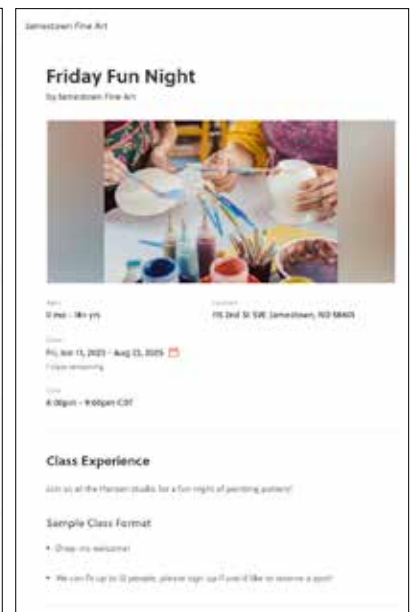 Jamestown Fine Art
Friday Fun Night
by Jamestown Fine Art
Ages
0 mo - 18+ yrs
Location
115 2nd St SW, Jamestown, ND 58401
Dates
Fri, 2025 - Aug 2025
remaining
Time
6:00pm - 9:00pm CDT
Class Experience
Join us at the Hansen studio for a fun night of painting pottery!
Sample Class Format
• Drop-ins welcome!
• We can fit up to 12 people, please sign up if you'd like to reserve a spot!